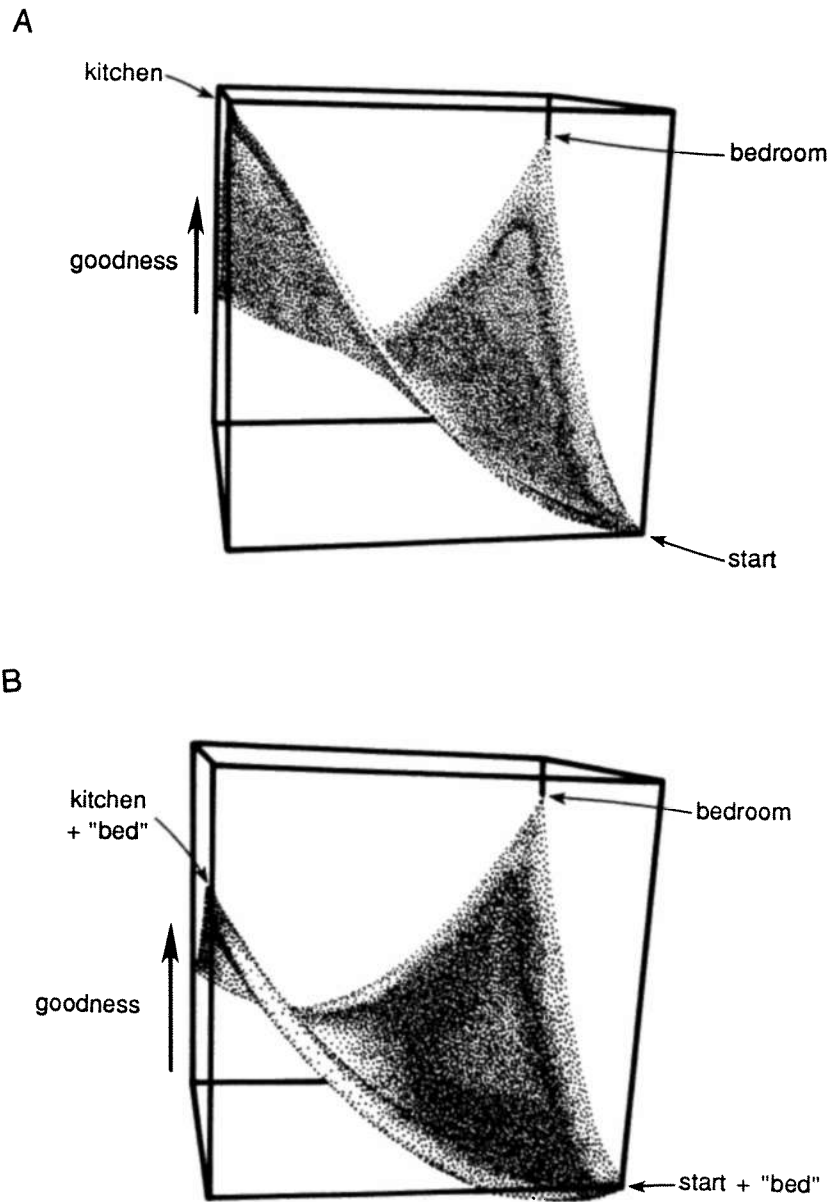 A
kitchen
bedroom
goodness
start
B
kitchen
+ "bed"
bedroom
goodness
start + "bed"